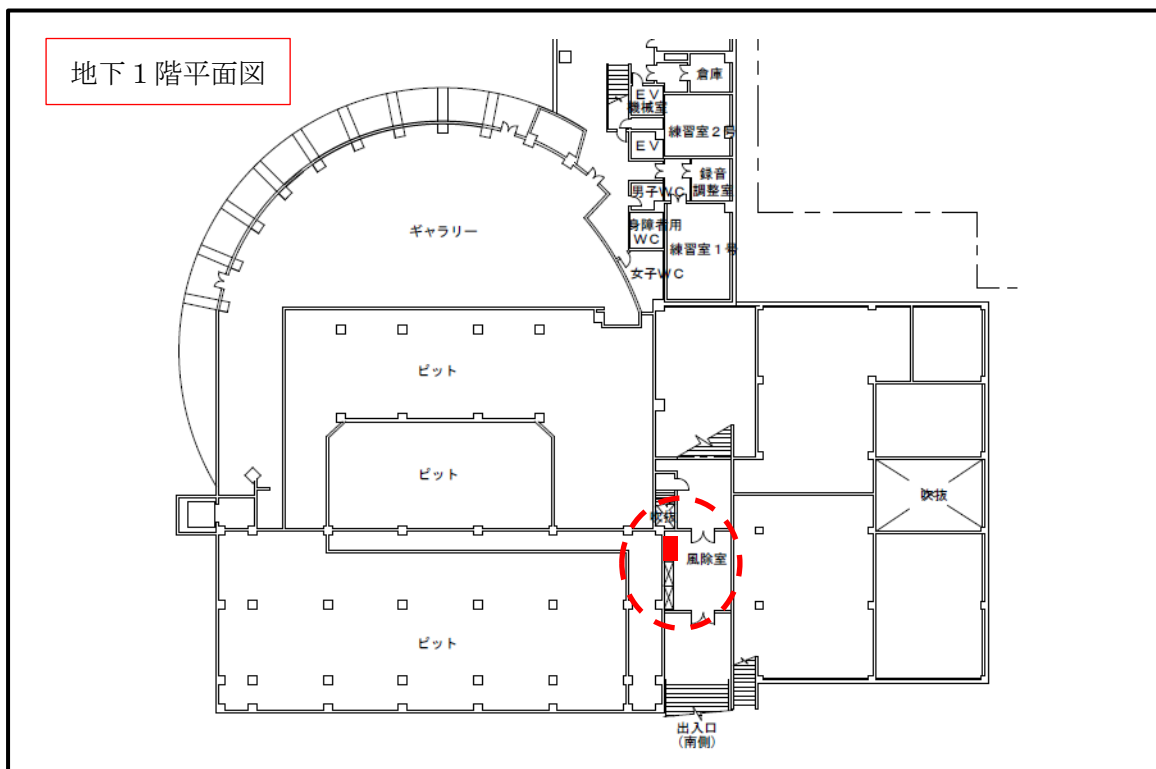 地下1階平面図
倉庫
EV
機械室
練習室2号
EV
録音
調整室
男子WC
身障者用
WC
練習室1号
女子WC
ギャラリー
ピット
ピット
吹抜
吹抜
風除室
ピット
出入口
(南側)